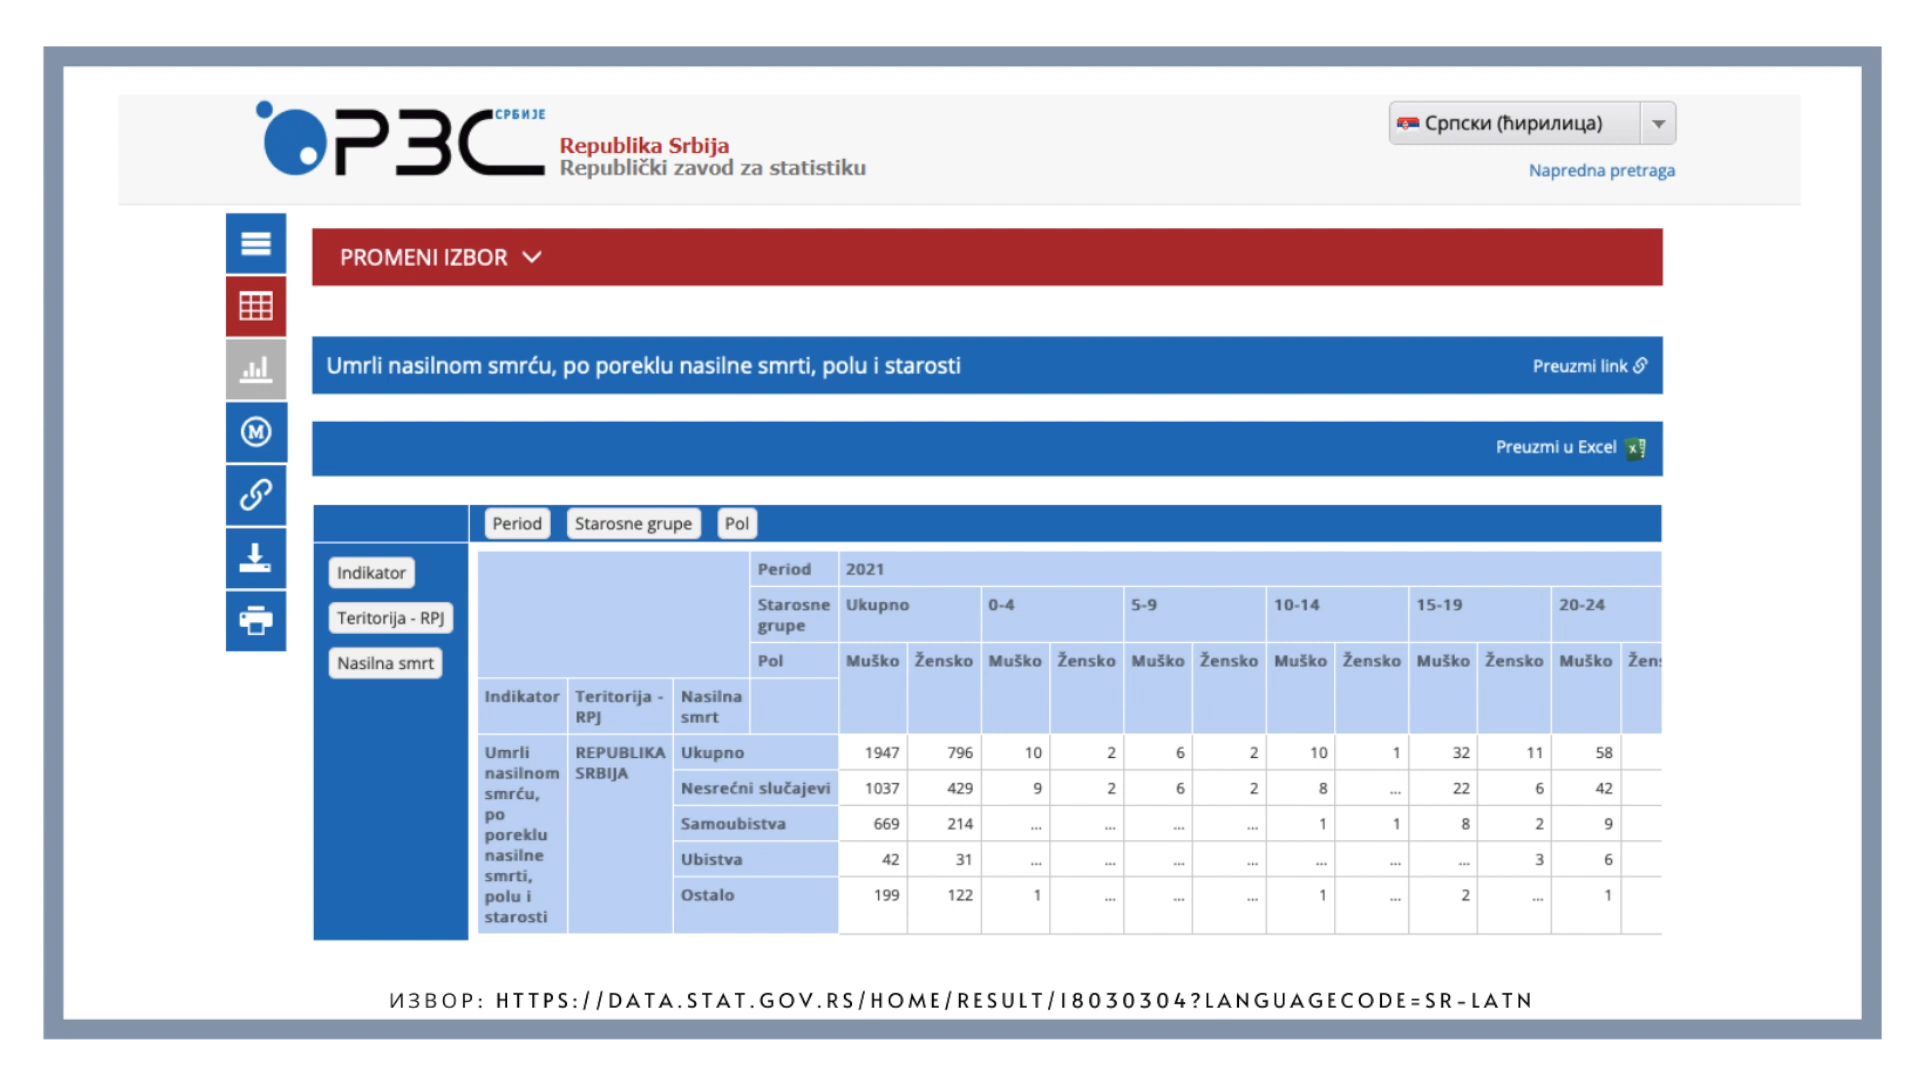 РЗС СРБИЈЕ
Republika Srbija
Republički zavod za statistiku
Српски (ћирилица)
Napredna pretraga
PROMENI IZBOR
Umrli nasilnom smrću, po poreklu nasilne smrti, polu i starosti
Preuzmi link
M
Preuzmi u Excel
Period Starosne grupe Pol
Indikator
Teritorija - RPJ
Nasilna smrt
Period 2021
Starosne grupe Ukupno 0-4 5-9 10-14 15-19 20-24
Pol Muško Žensko Muško Žensko Muško Žensko Muško Žensko Muško Žensko Muško
Indikator Teritorija - RPJ Nasilna smrt
Umrli nasilnom smrću, po poreklu nasilne smrti, polu i starosti
REPUBLIKA SRBIJA
Ukupno 1947 796 10 2 6 2 10 1 32 11 58
Nesrećni slučajevi 1037 429 9 2 6 2 8 ... 22 6 42
Samoubistva 669 214 ... ... ... ... 1 1 8 2 9
Ubistva 42 31 ... ... ... ... ... ... ... 3 6
Ostalo 199 122 1 ... ... ... 1 ... 2 ... 1
ИЗВОР: HTTPS://DATA.STAT.GOV.RS/HOME/RESULT/18030304?LANGUAGECODE=SR-LATN